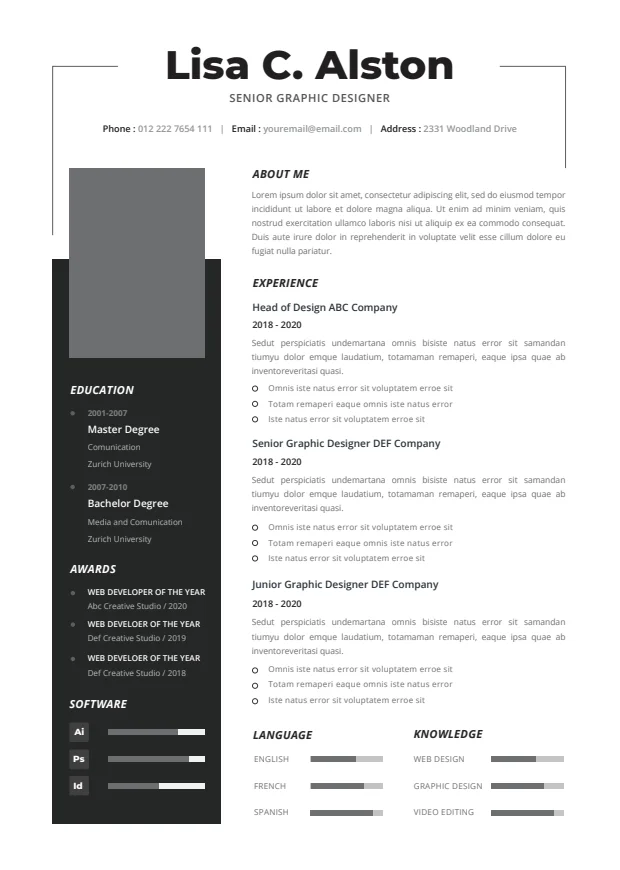 Lisa C. Alston
SENIOR GRAPHIC DESIGNER
Phone : 012 222 7654 111 | Email : youremail@email.com | Address : 2331 Woodland Drive
ABOUT ME
Lorem ipsum dolor sit amet, consectetur adipiscing elit, sed do eiusmod tempor
incididunt ut labore et dolore magna aliqua. Ut enim ad minim veniam, quis
nostrud exercitation ullamco laboris nisi ut aliquip ex ea commodo consequat.
Duis aute irure dolor in reprehenderit in voluptate velit esse cillum dolore eu
fugiat nulla pariatur.
EXPERIENCE
Head of Design ABC Company
2018 - 2020
Sedut perspiciatis undemartana omnis bisiste natus error sit samandan
tiumyu dolor emque laudatium, totamaman remaperi, eaque ipsa quae ab
inventoreveritasi quasi.
Omnis iste natus error sit voluptatem erroe sit
Totam remaperi eaque omnis iste natus error
Iste natus error sit voluptatem erroe sit
Senior Graphic Designer DEF Company
2018 - 2020
Sedut perspiciatis undemartana omnis bisiste natus error sit samandan
tiumyu dolor emque laudatium, totamaman remaperi, eaque ipsa quae ab
inventoreveritasi quasi.
Omnis iste natus error sit voluptatem erroe sit
Totam remaperi eaque omnis iste natus error
Iste natus error sit voluptatem erroe sit
Junior Graphic Designer DEF Company
2018 - 2020
Sedut perspiciatis undemartana omnis bisiste natus error sit samandan
tiumyu dolor emque laudatium, totamaman remaperi, eaque ipsa quae ab
inventoreveritasi quasi.
Omnis iste natus error sit voluptatem erroe sit
Totam remaperi eaque omnis iste natus error
Iste natus error sit voluptatem erroe sit
EDUCATION
2001-2007
Master Degree
Comunication
Zurich University
2007-2010
Bachelor Degree
Media and Comunication
Zurich University
AWARDS
WEB DEVELOPER OF THE YEAR
Abc Creative Studio / 2020
WEB DEVELOER OF THE YEAR
Def Creative Studio / 2019
WEB DEVELOER OF THE YEAR
Def Creative Studio / 2018
SOFTWARE
Ai
Ps
Id
LANGUAGE
ENGLISH
FRENCH
SPANISH
KNOWLEDGE
WEB DESIGN
GRAPHIC DESIGN
VIDEO EDITING